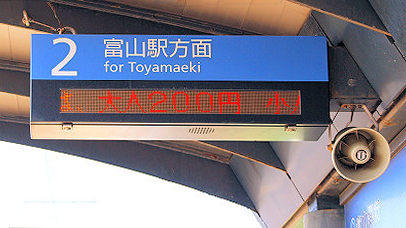 2 富山駅方面
for Toyamaeki
大人200円 小